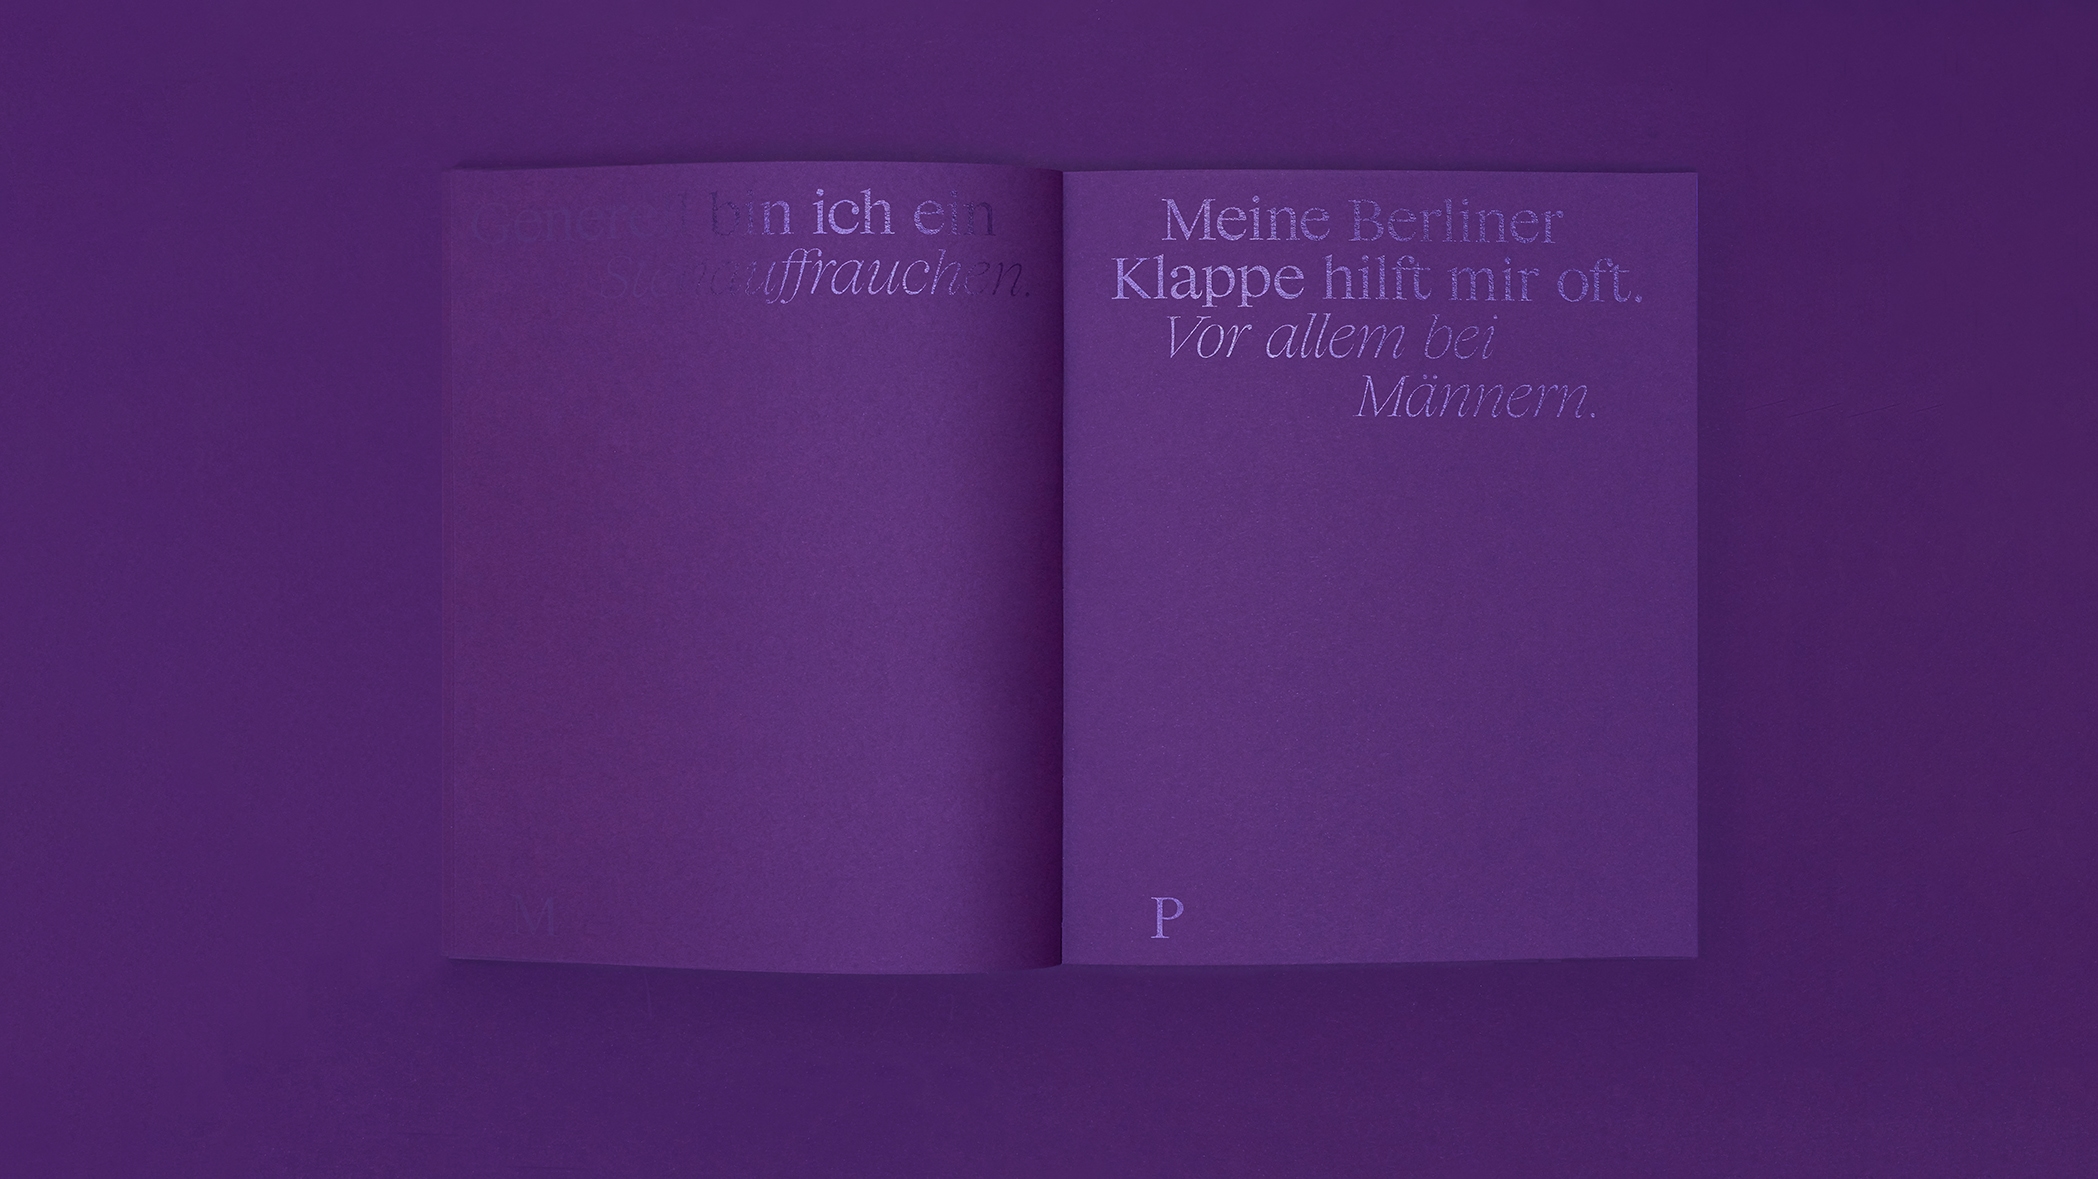 Generell bin ich ein
Stehauffrauchen.
M
Meine Berliner
Klappe hilft mir oft.
Vor allem bei
Männern.
P